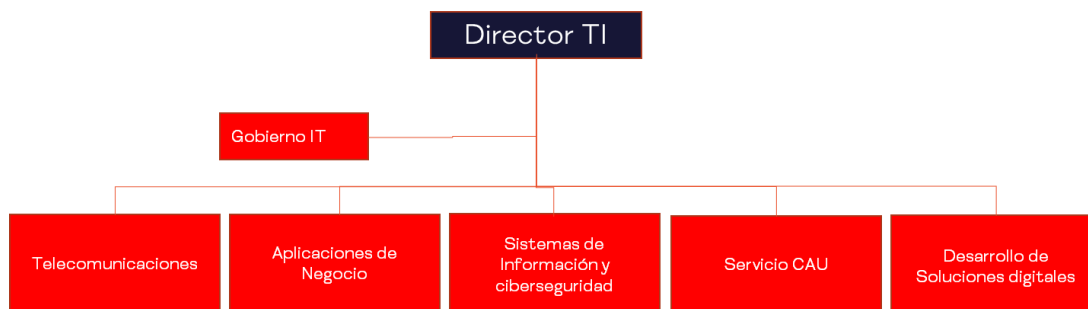 Director TI
Gobierno IT
Telecomunicaciones
Aplicaciones de
Negocio
Sistemas de
Información y
ciberseguridad
Servicio CAU
Desarrollo de
Soluciones digitales